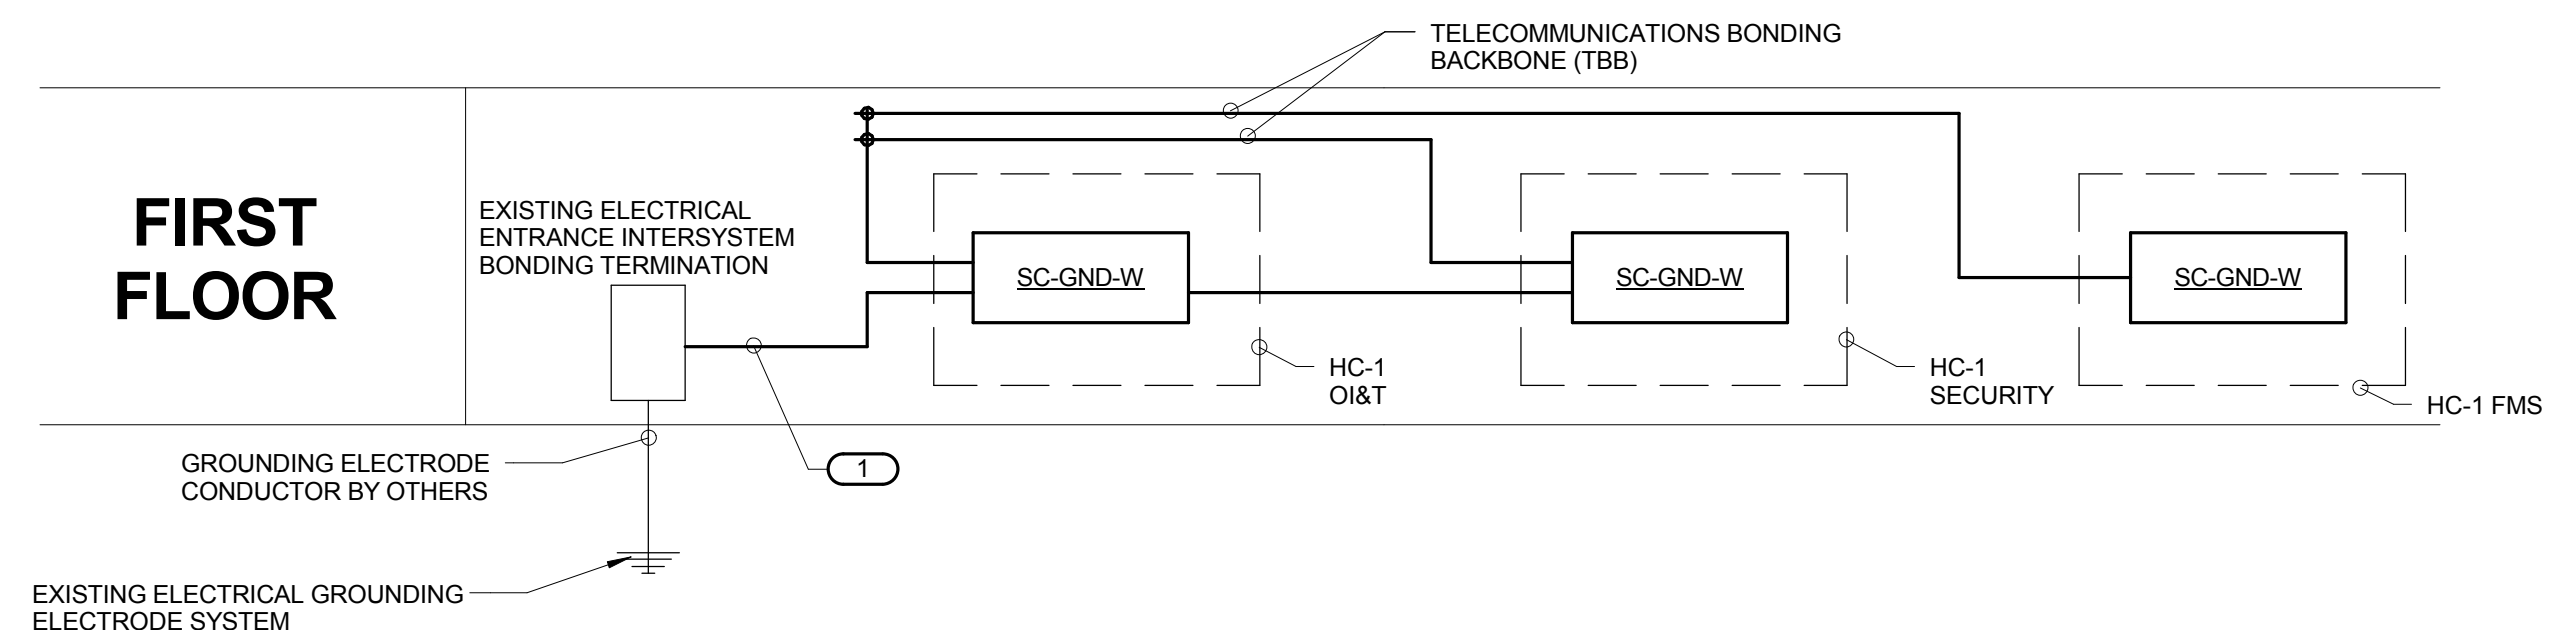 TELECOMMUNICATIONS BONDING
BACKBONE (TBB)
FIRST
FLOOR
EXISTING ELECTRICAL
ENTRANCE INTERSYSTEM
BONDING TERMINATION
SC-GND-W
SC-GND-W
SC-GND-W
HC-1
OI&T
HC-1
SECURITY
HC-1 FMS
GROUNDING ELECTRODE
CONDUCTOR BY OTHERS
1
EXISTING ELECTRICAL GROUNDING
ELECTRODE SYSTEM